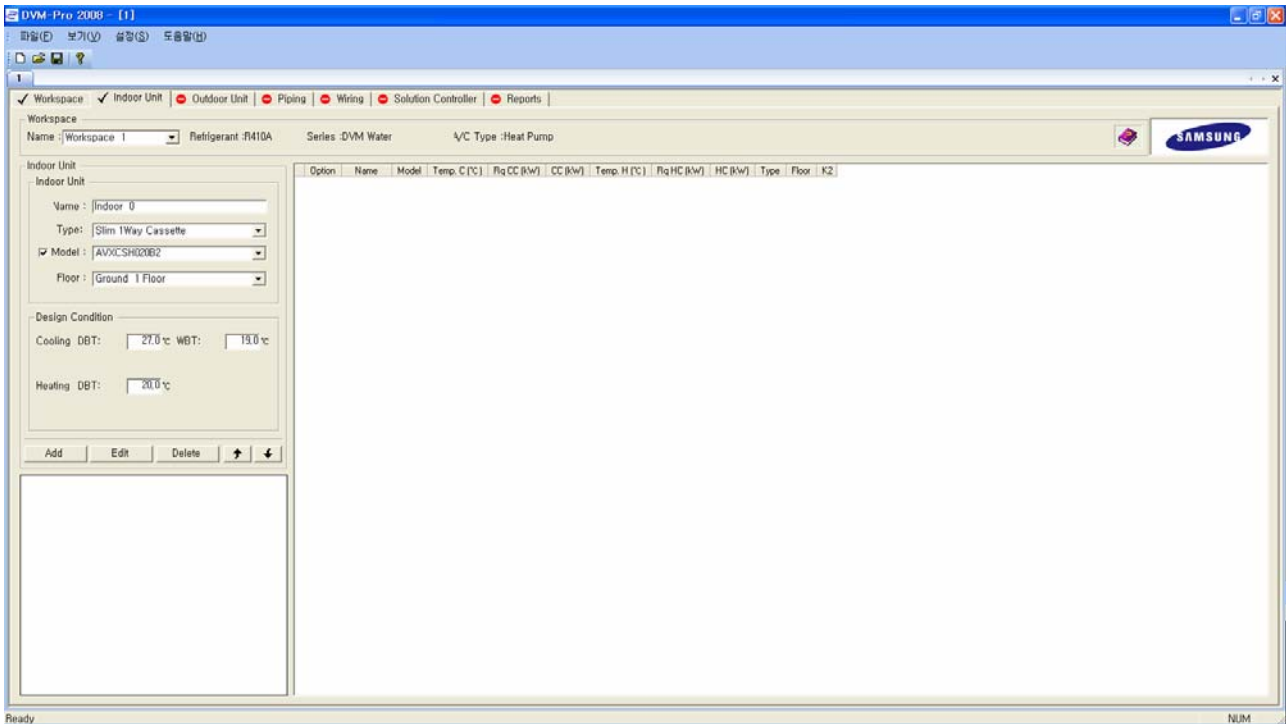 DVM-Pro 2008 - [1]
파일(F) 보기(V) 설정(S) 도움말(H)
1
Workspace Indoor Unit Outdoor Unit Piping Wiring Solution Controller Reports
Workspace
Name : Workspace 1 Refrigerant :R410A Series :DVM Water A/C Type :Heat Pump
SAMSUNG
Indoor Unit
Option Name Model Temp. C (℃) Rq CC (kW) CC (kW) Temp. H (℃) Rq HC (kW) HC (kW) Type Floor K2
Indoor Unit
Name : Indoor 0
Type: Slim 1Way Cassette
Model : AVXCSH020B2
Floor : Ground 1 Floor
Design Condition
Cooling DBT: 27.0 ℃ WBT: 19.0 ℃
Heating DBT: 20.0 ℃
Add Edit Delete
Ready NUM